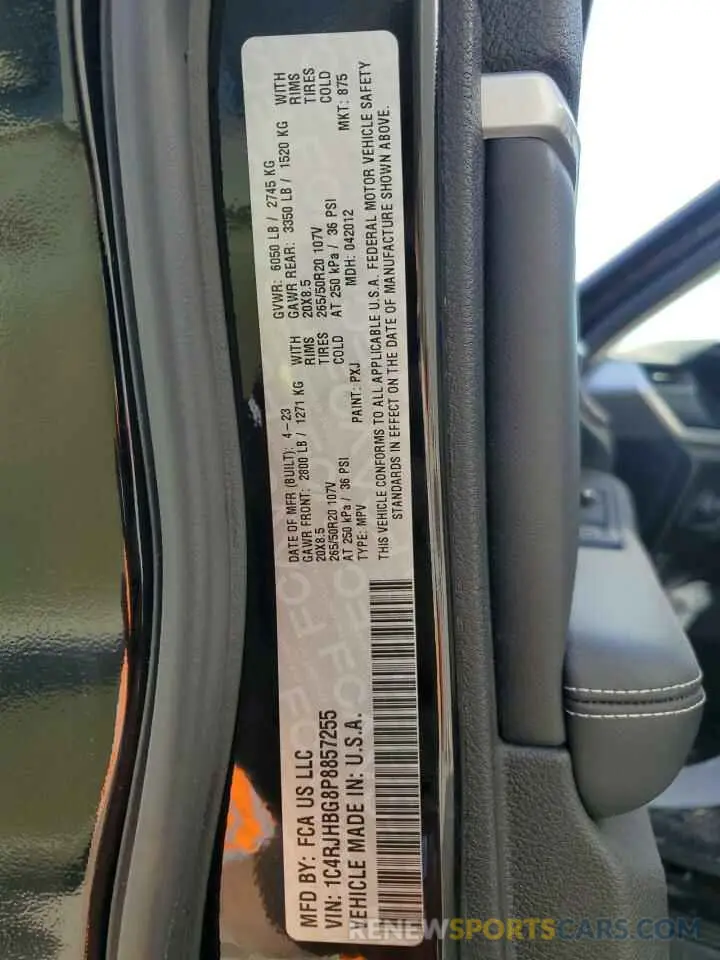 MFD BY: FCA US LLC
DATE OF MFR (BUILT): 4-23
GVWR: 6050 LB / 2745 KG
GAWR FRONT: 2800 LB / 1271 KG WITH
GAWR REAR: 3350 LB / 1520 KG WITH
20X8.5 RIMS
20X8.5 RIMS
265/50R20 107V TIRES
265/50R20 107V TIRES
AT 250 kPa / 36 PSI COLD
AT 250 kPa / 36 PSI COLD
VIN: 1C4RJHBG8P8857255
TYPE: MPV
PAINT: PXJ
MDH: 042012
MKT: 875
VEHICLE MADE IN: U.S.A.
THIS VEHICLE CONFORMS TO ALL APPLICABLE U.S.A. FEDERAL MOTOR VEHICLE SAFETY
STANDARDS IN EFFECT ON THE DATE OF MANUFACTURE SHOWN ABOVE.
RENEWSPORTSCARS.COM